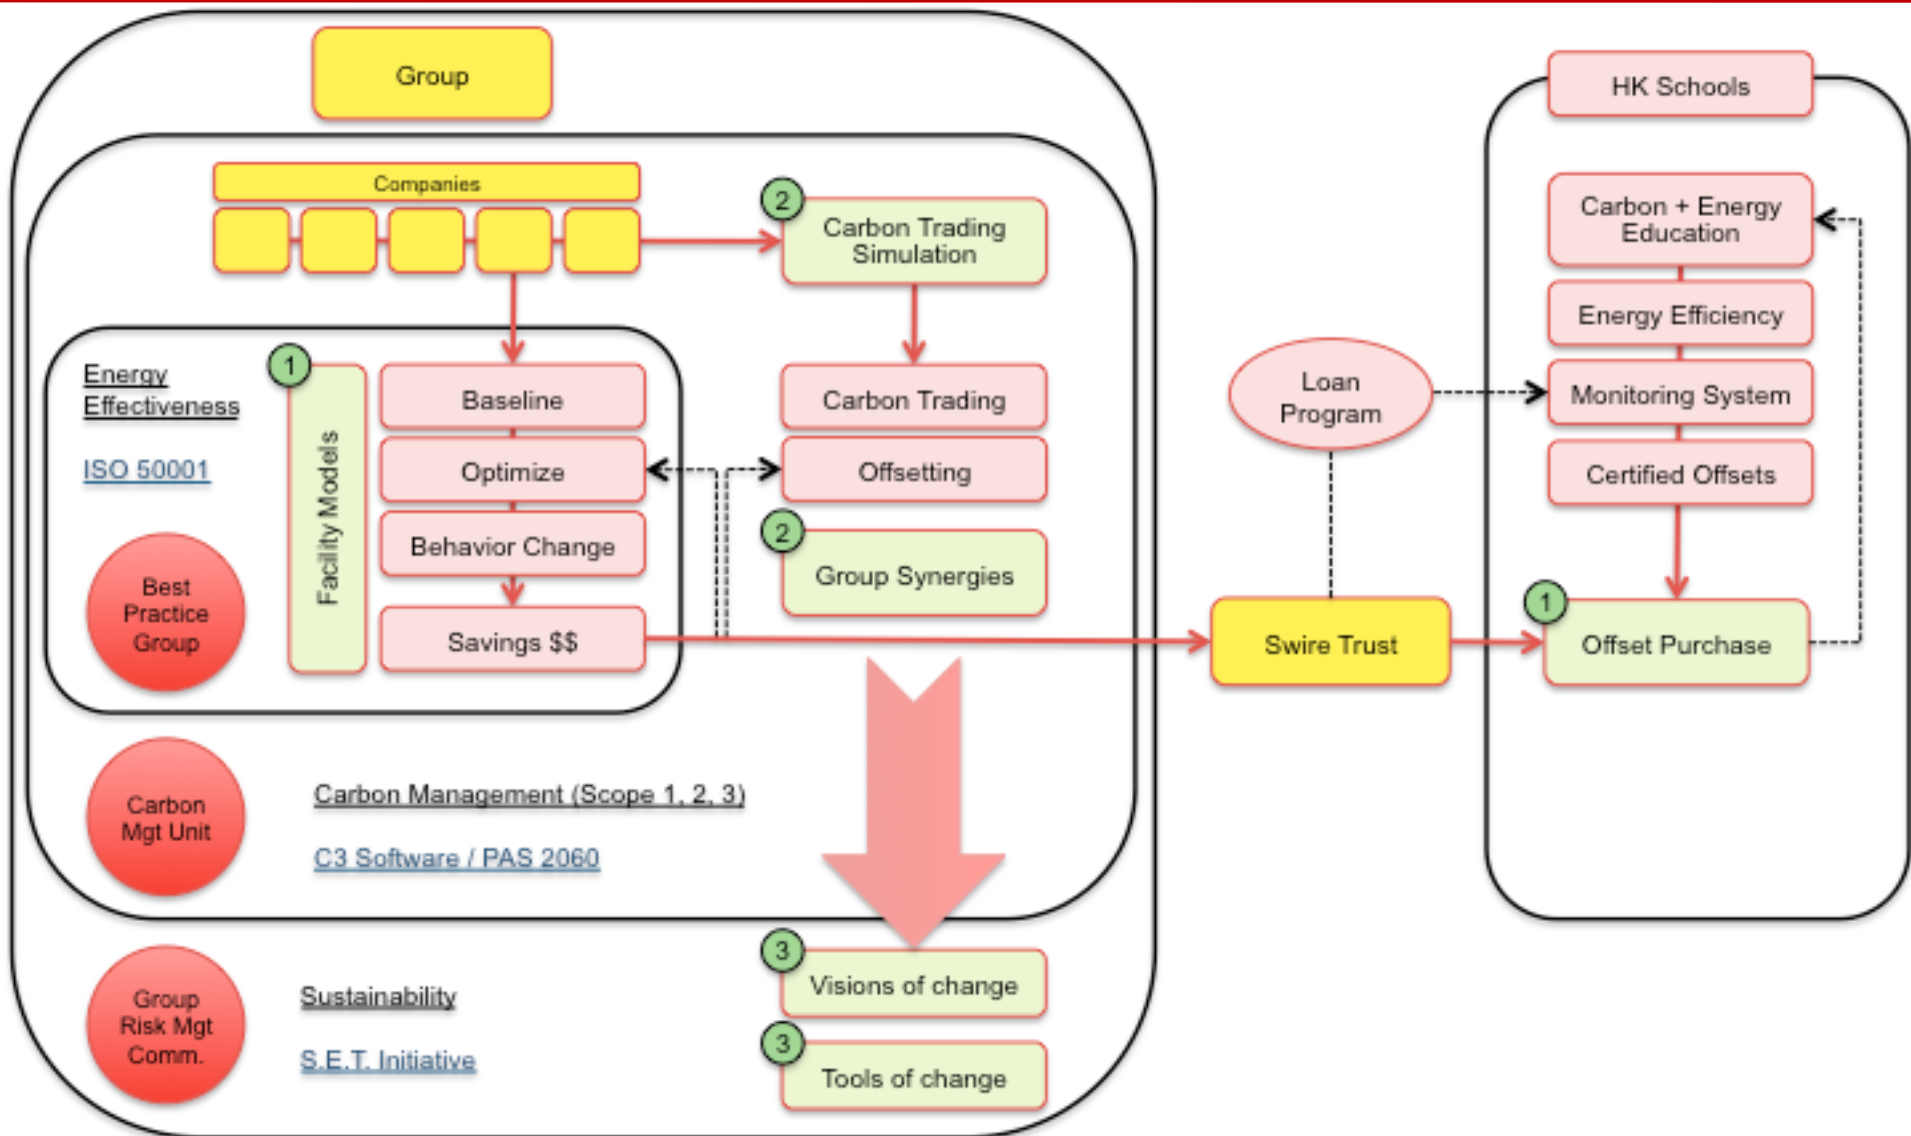 Group
Companies
2
Carbon Trading
Simulation
Energy
Effectiveness
ISO 50001
1
Facility Models
Baseline
Optimize
Behavior Change
Savings $$
Carbon Trading
Offsetting
2
Group Synergies
Best
Practice
Group
Carbon
Mgt Unit
Carbon Management (Scope 1, 2, 3)
C3 Software / PAS 2060
Group
Risk Mgt
Comm.
Sustainability
S.E.T. Initiative
3
Visions of change
3
Tools of change
Loan
Program
Swire Trust
HK Schools
Carbon + Energy
Education
Energy Efficiency
Monitoring System
Certified Offsets
1
Offset Purchase